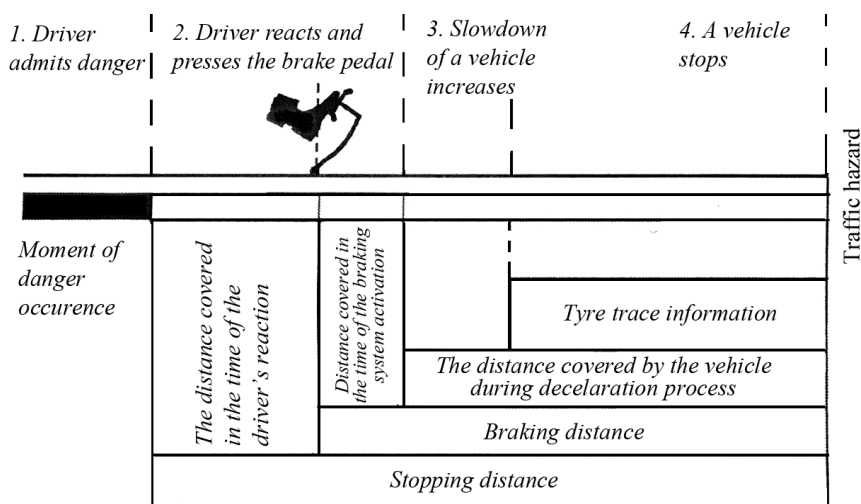 1. Driver
admits danger
2. Driver reacts and
presses the brake pedal
3. Slowdown
of a vehicle
increases
4. A vehicle
stops
Traffic hazard
Moment of
danger
occurence
The distance covered
in the time of the
driver's reaction
Distance covered in
the time of the braking
system activation
Tyre trace information
The distance covered by the vehicle
during decelaration process
Braking distance
Stopping distance